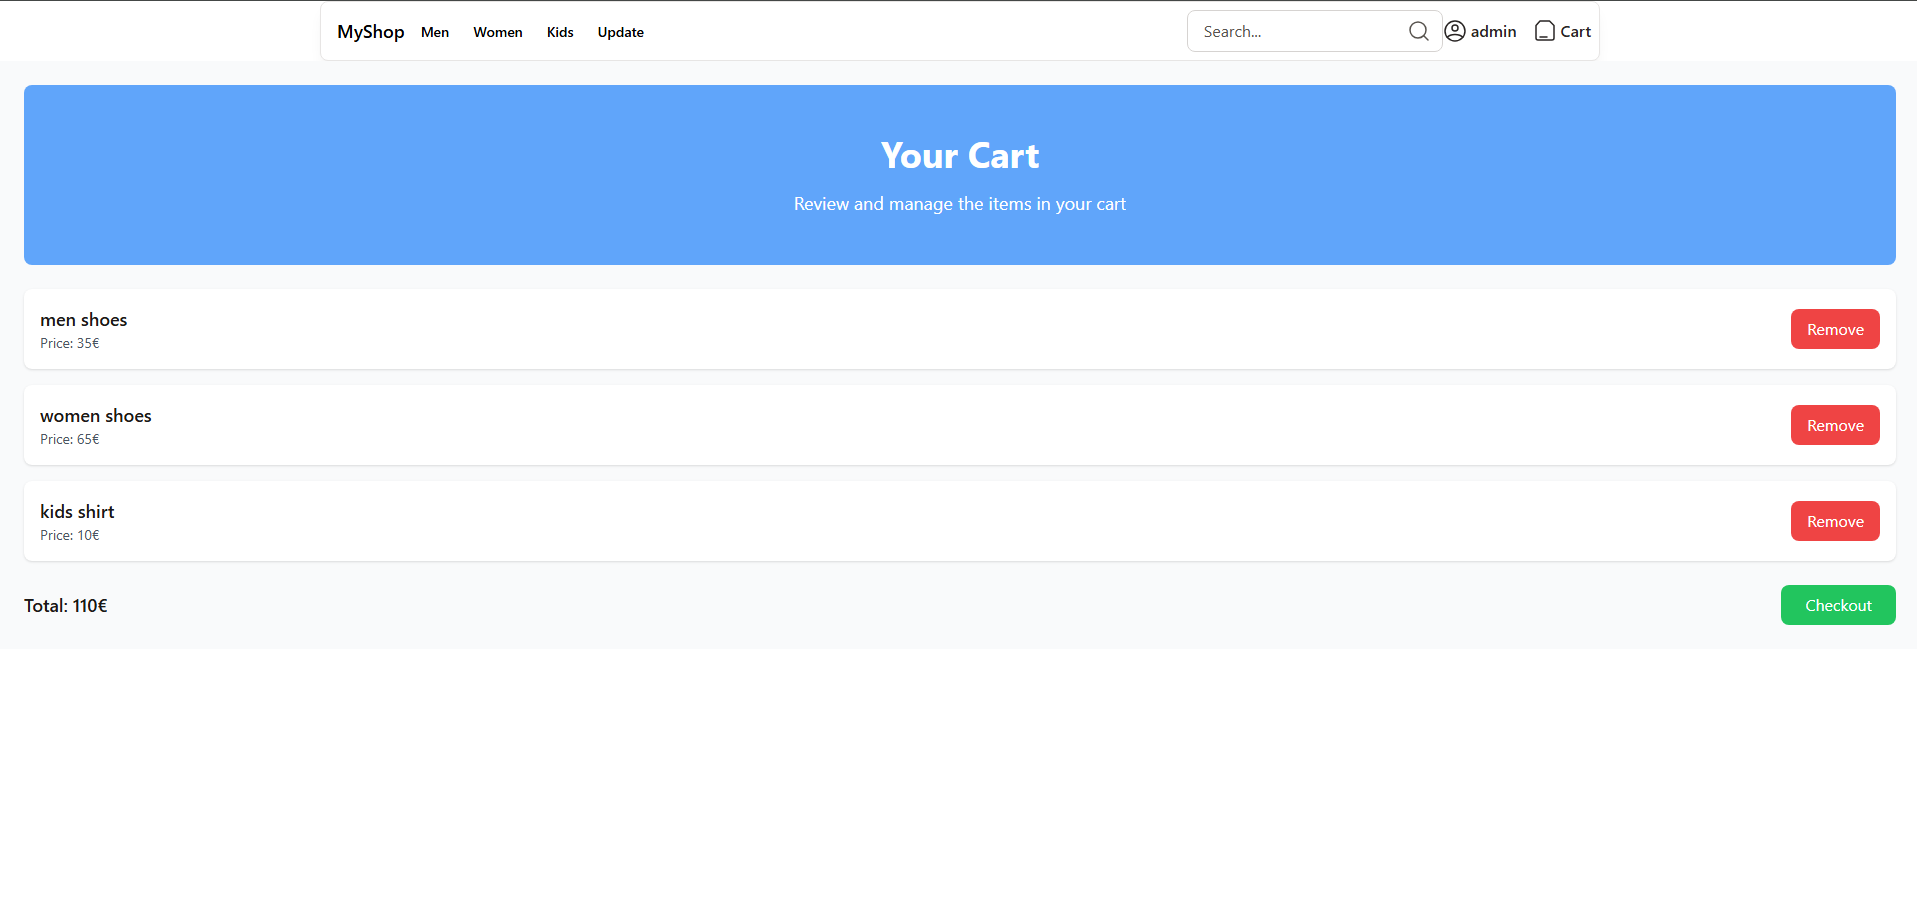 MyShop Men Women Kids Update Search... admin Cart
Your Cart
Review and manage the items in your cart
men shoes
Price: 35€
Remove
women shoes
Price: 65€
Remove
kids shirt
Price: 10€
Remove
Total: 110€
Checkout